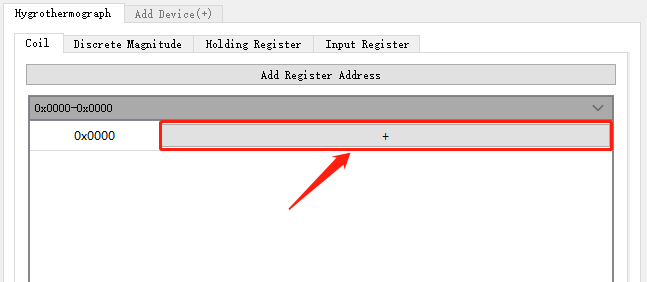 Hygrothermograph Add Device(+)
Coil Discrete Magnitude Holding Register Input Register
Add Register Address
0x0000-0x0000
0x0000 +